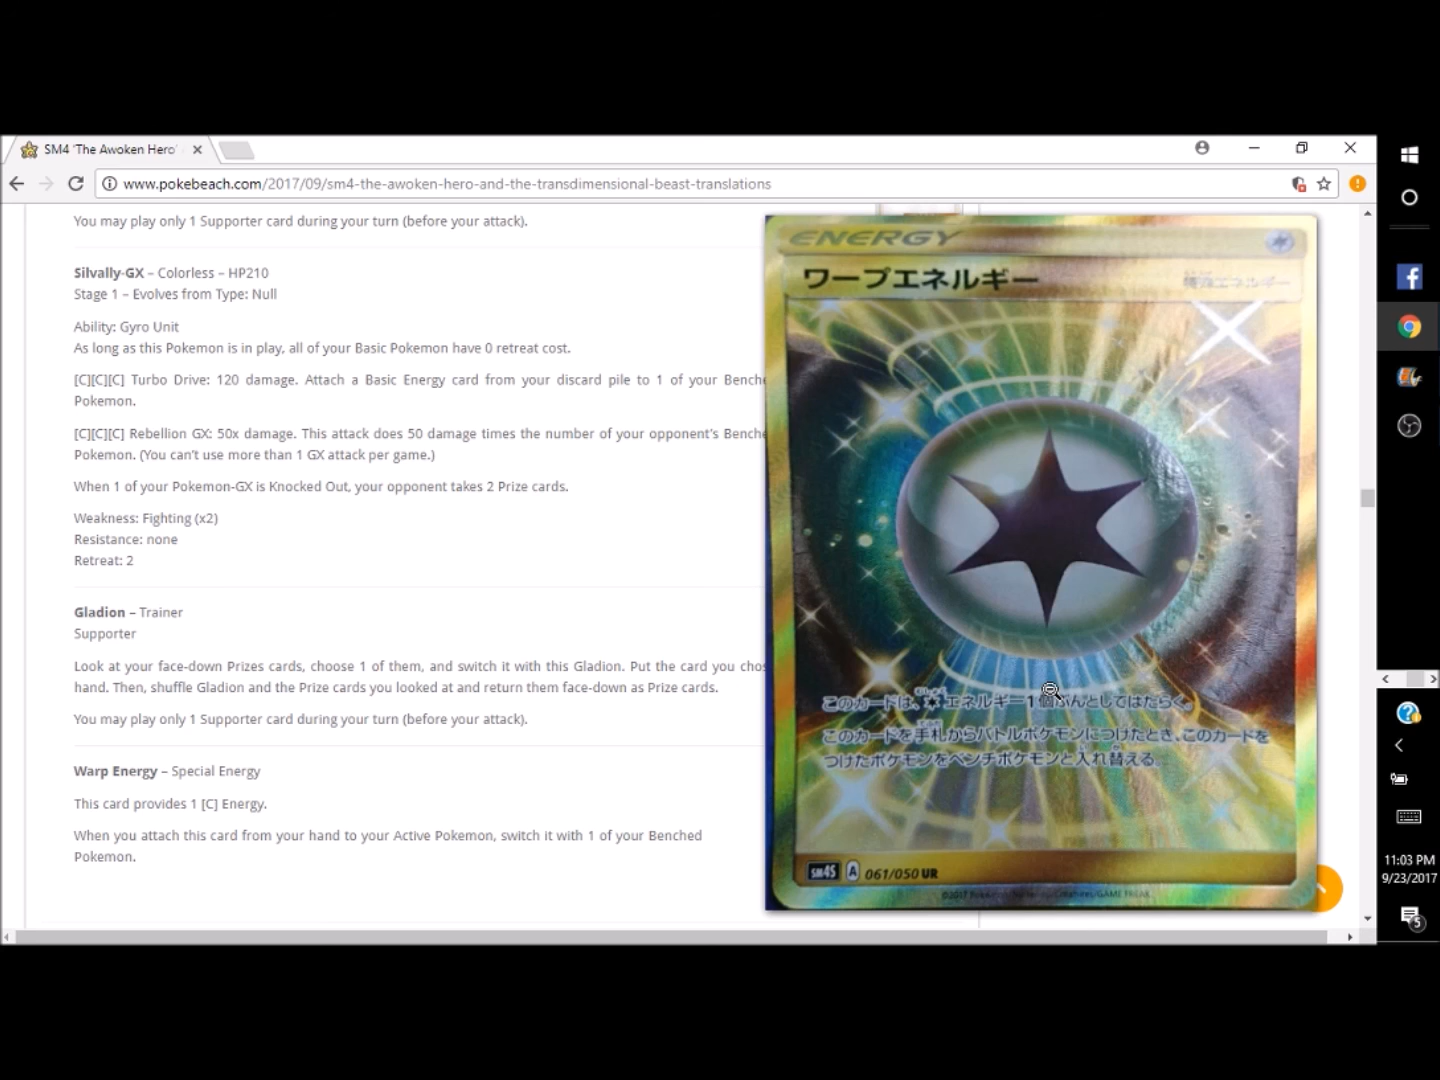 SM4 'The Awoken Hero'
www.pokebeach.com/2017/09/sm4-the-awoken-hero-and-the-transdimensional-beast-translations
You may play only 1 Supporter card during your turn (before your attack).
Silvally-GX – Colorless – HP210
Stage 1 – Evolves from Type: Null
Ability: Gyro Unit
As long as this Pokemon is in play, all of your Basic Pokemon have 0 retreat cost.
[C][C][C] Turbo Drive: 120 damage. Attach a Basic Energy card from your discard pile to 1 of your Benche
Pokemon.
[C][C][C] Rebellion GX: 50x damage. This attack does 50 damage times the number of your opponent's Benche
Pokemon. (You can't use more than 1 GX attack per game.)
When 1 of your Pokemon-GX is Knocked Out, your opponent takes 2 Prize cards.
Weakness: Fighting (x2)
Resistance: none
Retreat: 2
Gladion – Trainer
Supporter
Look at your face-down Prizes cards, choose 1 of them, and switch it with this Gladion. Put the card you chos
hand. Then, shuffle Gladion and the Prize cards you looked at and return them face-down as Prize cards.
You may play only 1 Supporter card during your turn (before your attack).
Warp Energy – Special Energy
This card provides 1 [C] Energy.
When you attach this card from your hand to your Active Pokemon, switch it with 1 of your Benched
Pokemon.
ENERGY
ワープエネルギー
特殊エネルギー
このカードは、エネルギー1個ぶんとしてはたらく。
このカードを手札からバトルポケモンにつけたとき、このカードを
つけたポケモンをベンチポケモンと入れ替える。
SM4S A 061/050 UR
11:03 PM
9/23/2017
5